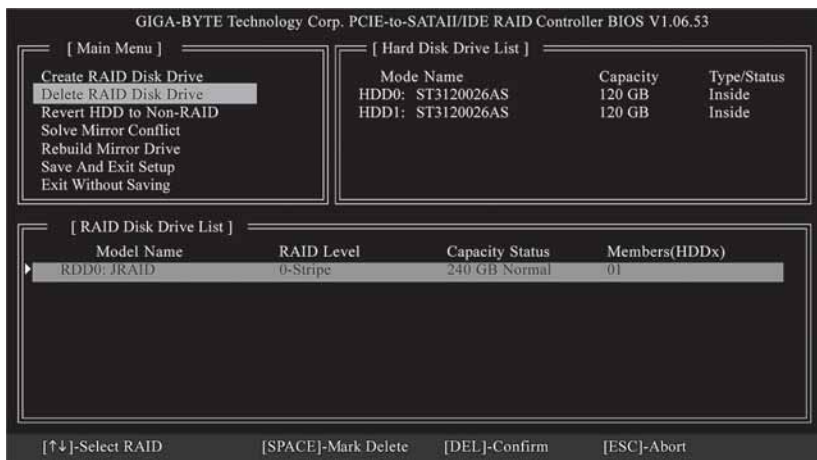 GIGA-BYTE Technology Corp. PCIE-to-SATAII/IDE RAID Controller BIOS V1.06.53
[ Main Menu ]
Create RAID Disk Drive
Delete RAID Disk Drive
Revert HDD to Non-RAID
Solve Mirror Conflict
Rebuild Mirror Drive
Save And Exit Setup
Exit Without Saving
[ Hard Disk Drive List ]
Mode Name Capacity Type/Status
HDD0: ST3120026AS 120 GB Inside
HDD1: ST3120026AS 120 GB Inside
[ RAID Disk Drive List ]
Model Name RAID Level Capacity Status Members(HDDx)
RDD0: JRAID 0-Stripe 240 GB Normal 01
[↑↓]-Select RAID [SPACE]-Mark Delete [DEL]-Confirm [ESC]-Abort